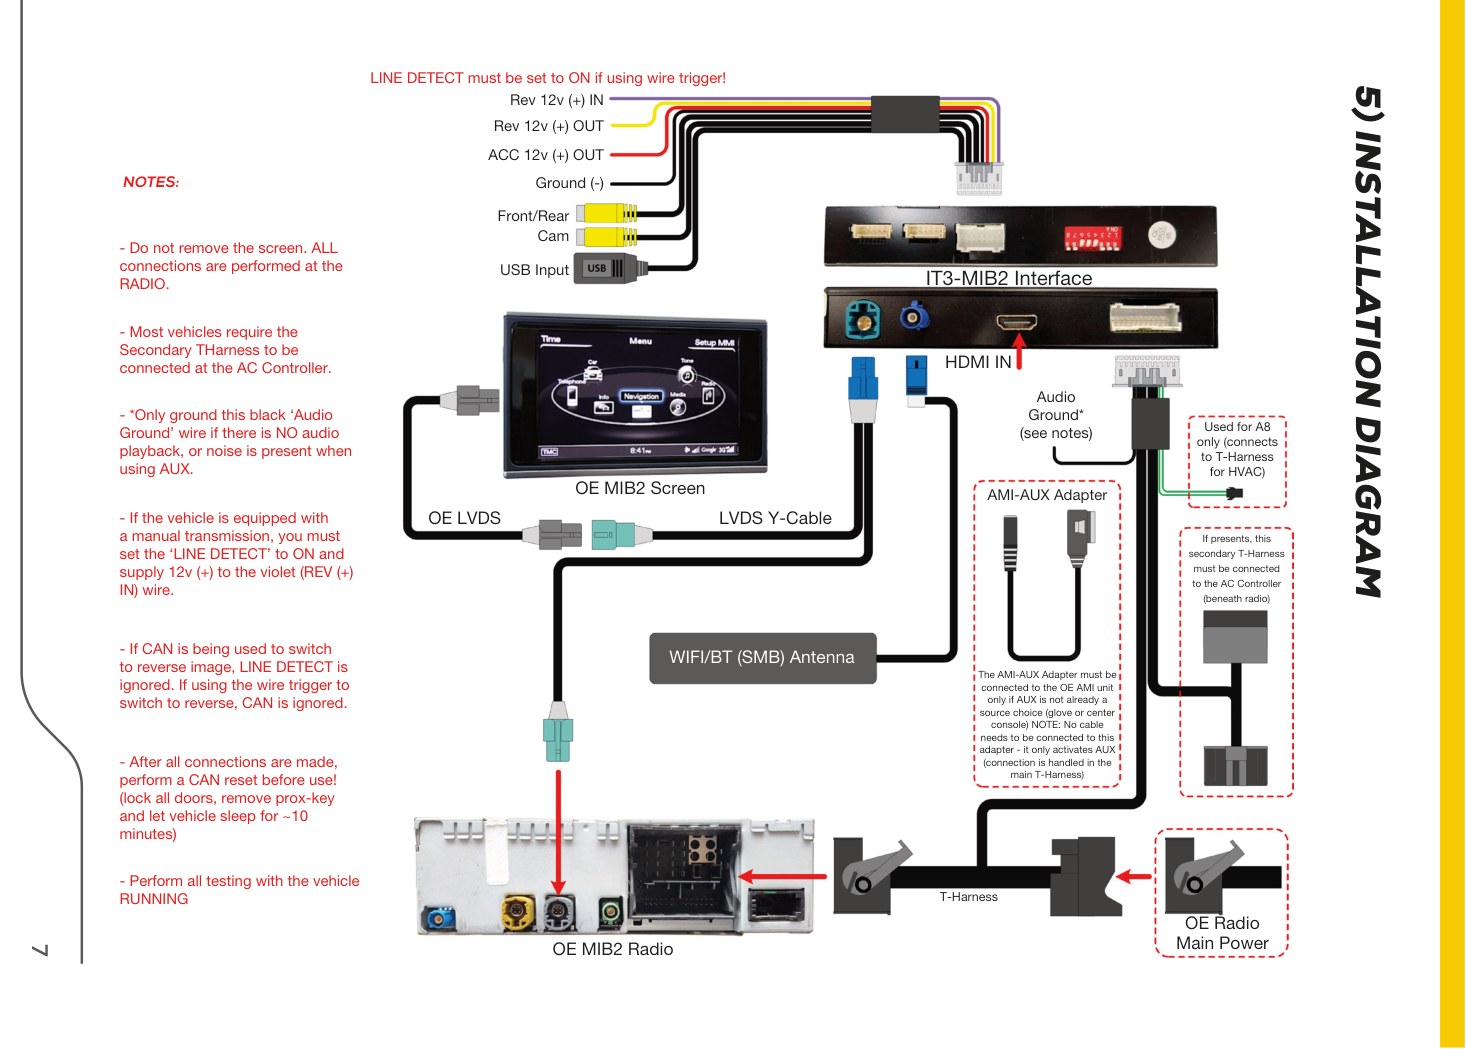 5) INSTALLATION DIAGRAM
LINE DETECT must be set to ON if using wire trigger!
Rev 12v (+) IN
Rev 12v (+) OUT
ACC 12v (+) OUT
Ground (-)
Front/Rear
Cam
USB Input
USB
NOTES:
- Do not remove the screen. ALL
connections are performed at the
RADIO.
- Most vehicles require the
Secondary THarness to be
connected at the AC Controller.
- *Only ground this black ‘Audio
Ground’ wire if there is NO audio
playback, or noise is present when
using AUX.
- If the vehicle is equipped with
a manual transmission, you must
set the ‘LINE DETECT’ to ON and
supply 12v (+) to the violet (REV (+)
IN) wire.
- If CAN is being used to switch
to reverse image, LINE DETECT is
ignored. If using the wire trigger to
switch to reverse, CAN is ignored.
- After all connections are made,
perform a CAN reset before use!
(lock all doors, remove prox-key
and let vehicle sleep for ~10
minutes)
- Perform all testing with the vehicle
RUNNING
IT3-MIB2 Interface
HDMI IN
Time
Menu
Setup MMI
Car
Tone
Telephone
Radio
Info
Navigation
Media
TMC
8:41PM
Google
3G
OE MIB2 Screen
OE LVDS
LVDS Y-Cable
WIFI/BT (SMB) Antenna
Audio
Ground*
(see notes)
Used for A8
only (connects
to T-Harness
for HVAC)
AMI-AUX Adapter
The AMI-AUX Adapter must be
connected to the OE AMI unit
only if AUX is not already a
source choice (glove or center
console) NOTE: No cable
needs to be connected to this
adapter - it only activates AUX
(connection is handled in the
main T-Harness)
If presents, this
secondary T-Harness
must be connected
to the AC Controller
(beneath radio)
T-Harness
OE Radio
Main Power
OE MIB2 Radio
7